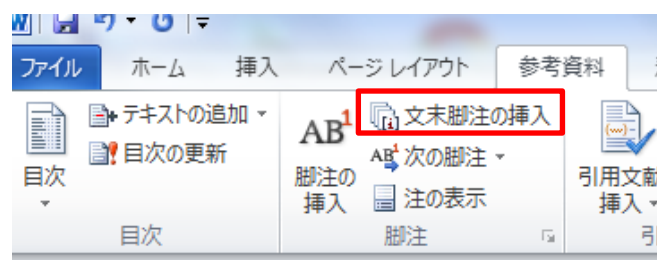 ファイル ホーム 挿入 ページ レイアウト 参考資料
テキストの追加
目次の更新
目次
目次
AB1
脚注の
挿入
文末脚注の挿入
AB1 次の脚注
注の表示
脚注
引用文献
挿入
引